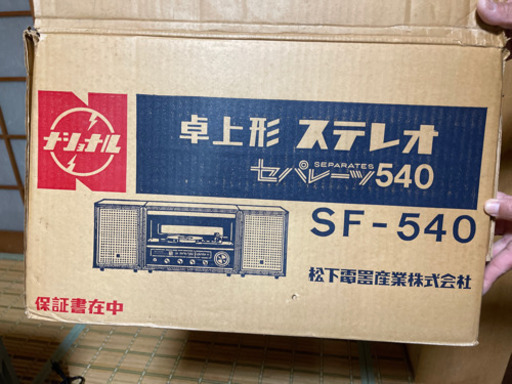 ナショナル
卓上形 ステレオ
SEPARATES
セパレーツ540
SF-540
松下電器産業株式会社
保証書在中